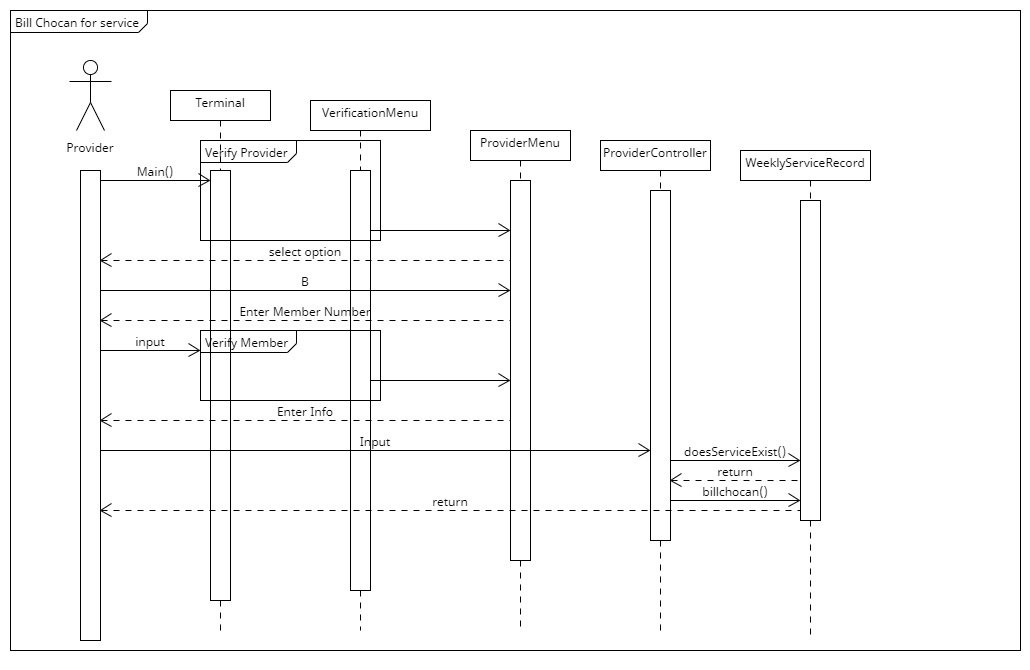 Bill Chocan for service
Provider
Terminal
VerificationMenu
ProviderMenu
ProviderController
WeeklyServiceRecord
Verify Provider
Main()
select option
B
Enter Member Number
input
Verify Member
Enter Info
Input
doesServiceExist()
return
billchocan()
return